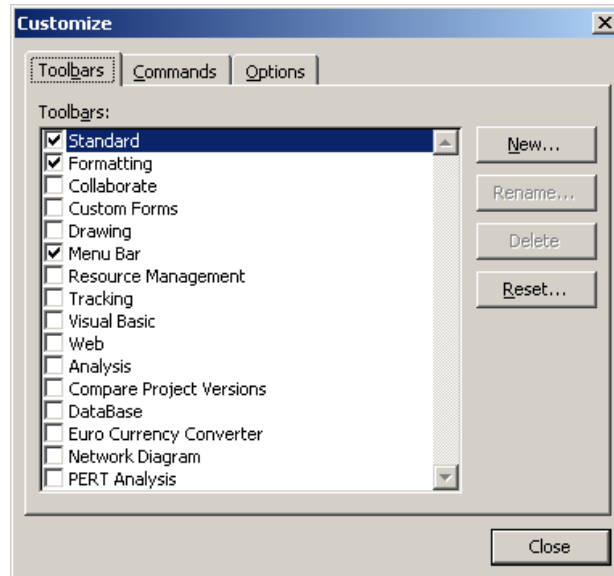 Customize
Toolbars
Commands
Options
Toolbars:
Standard
Formatting
Collaborate
Custom Forms
Drawing
Menu Bar
Resource Management
Tracking
Visual Basic
Web
Analysis
Compare Project Versions
DataBase
Euro Currency Converter
Network Diagram
PERT Analysis
New...
Rename...
Delete
Reset...
Close